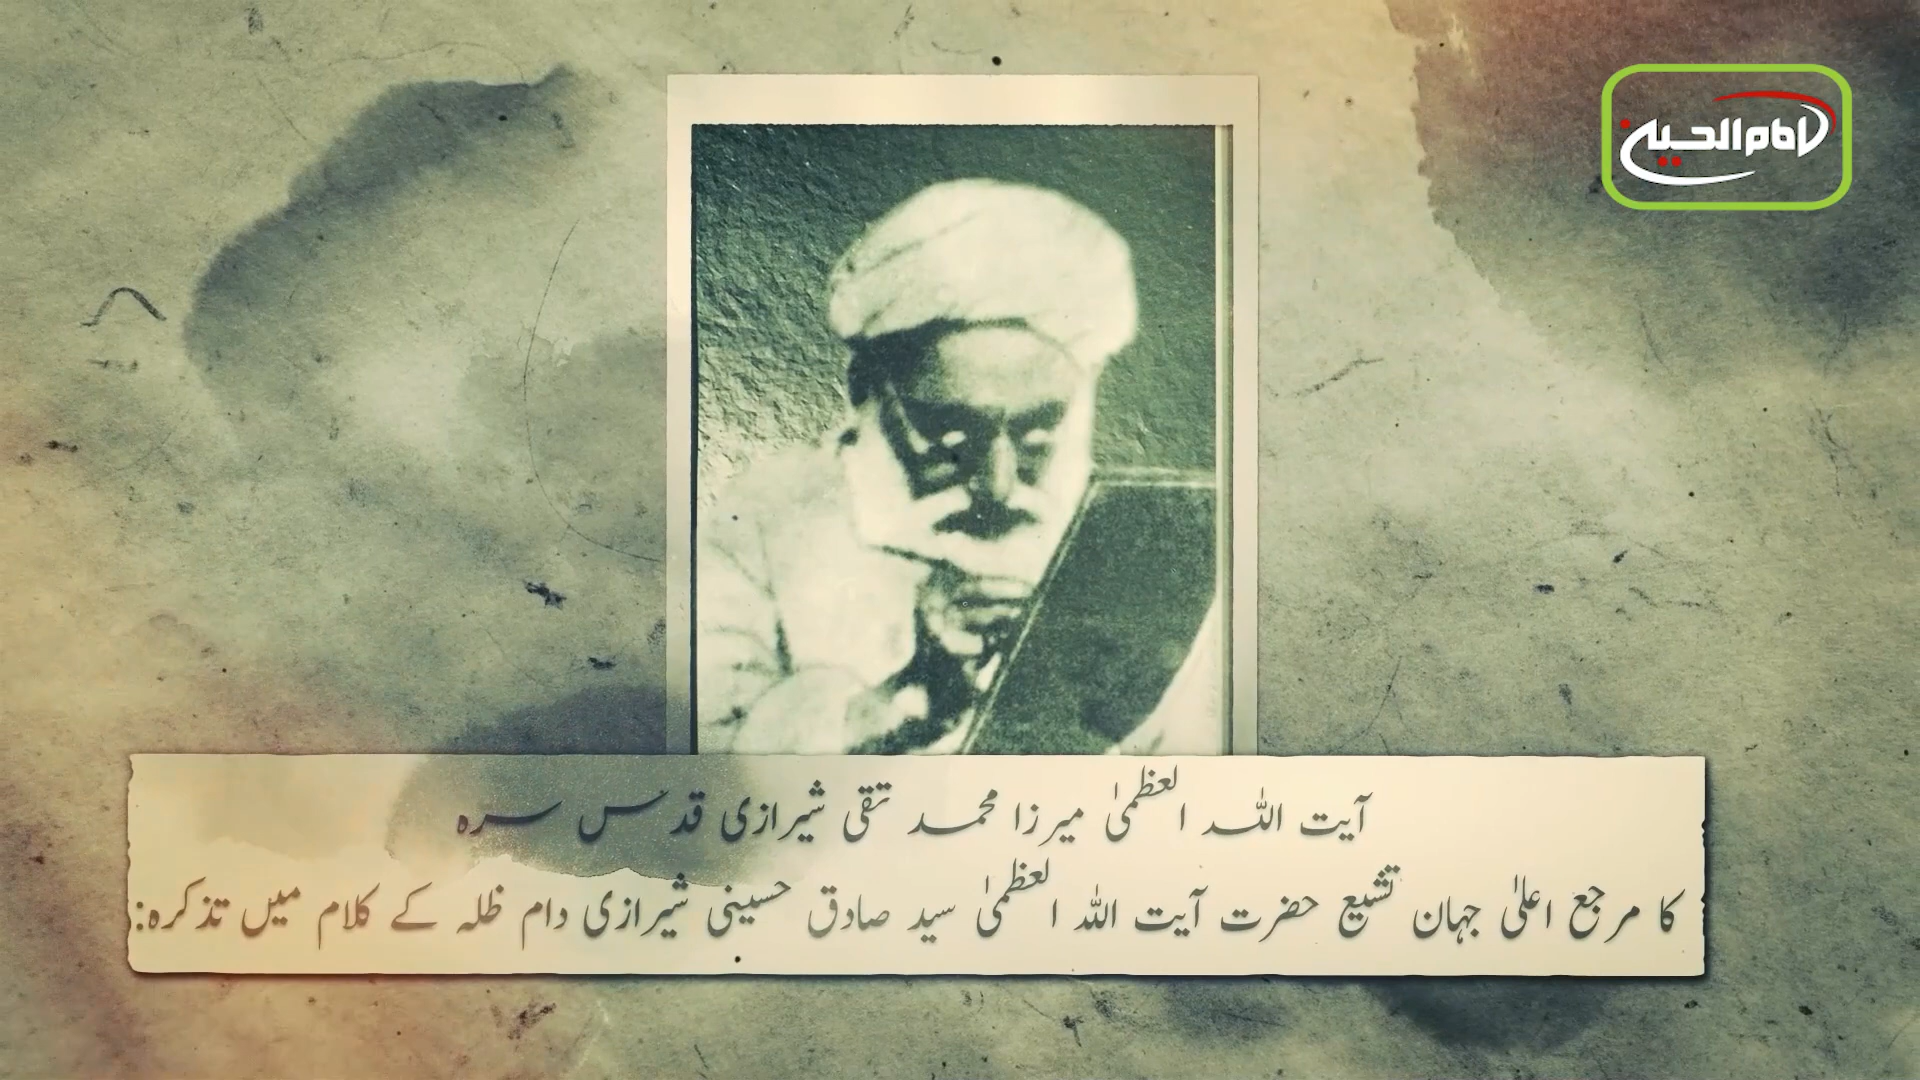 امام الحسین
آیت اللہ العظمیٰ میرزا محمد تقی شیرازی قدس سرہ
کا مرجع اعلیٰ جہان تشیع حضرت آیت اللہ العظمیٰ سید صادق حسینی شیرازی دام ظلہ کے کلام میں تذکرہ: